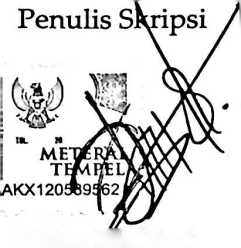 Penulis Skripsi
METERAI
TEMPEL
AKX120589562